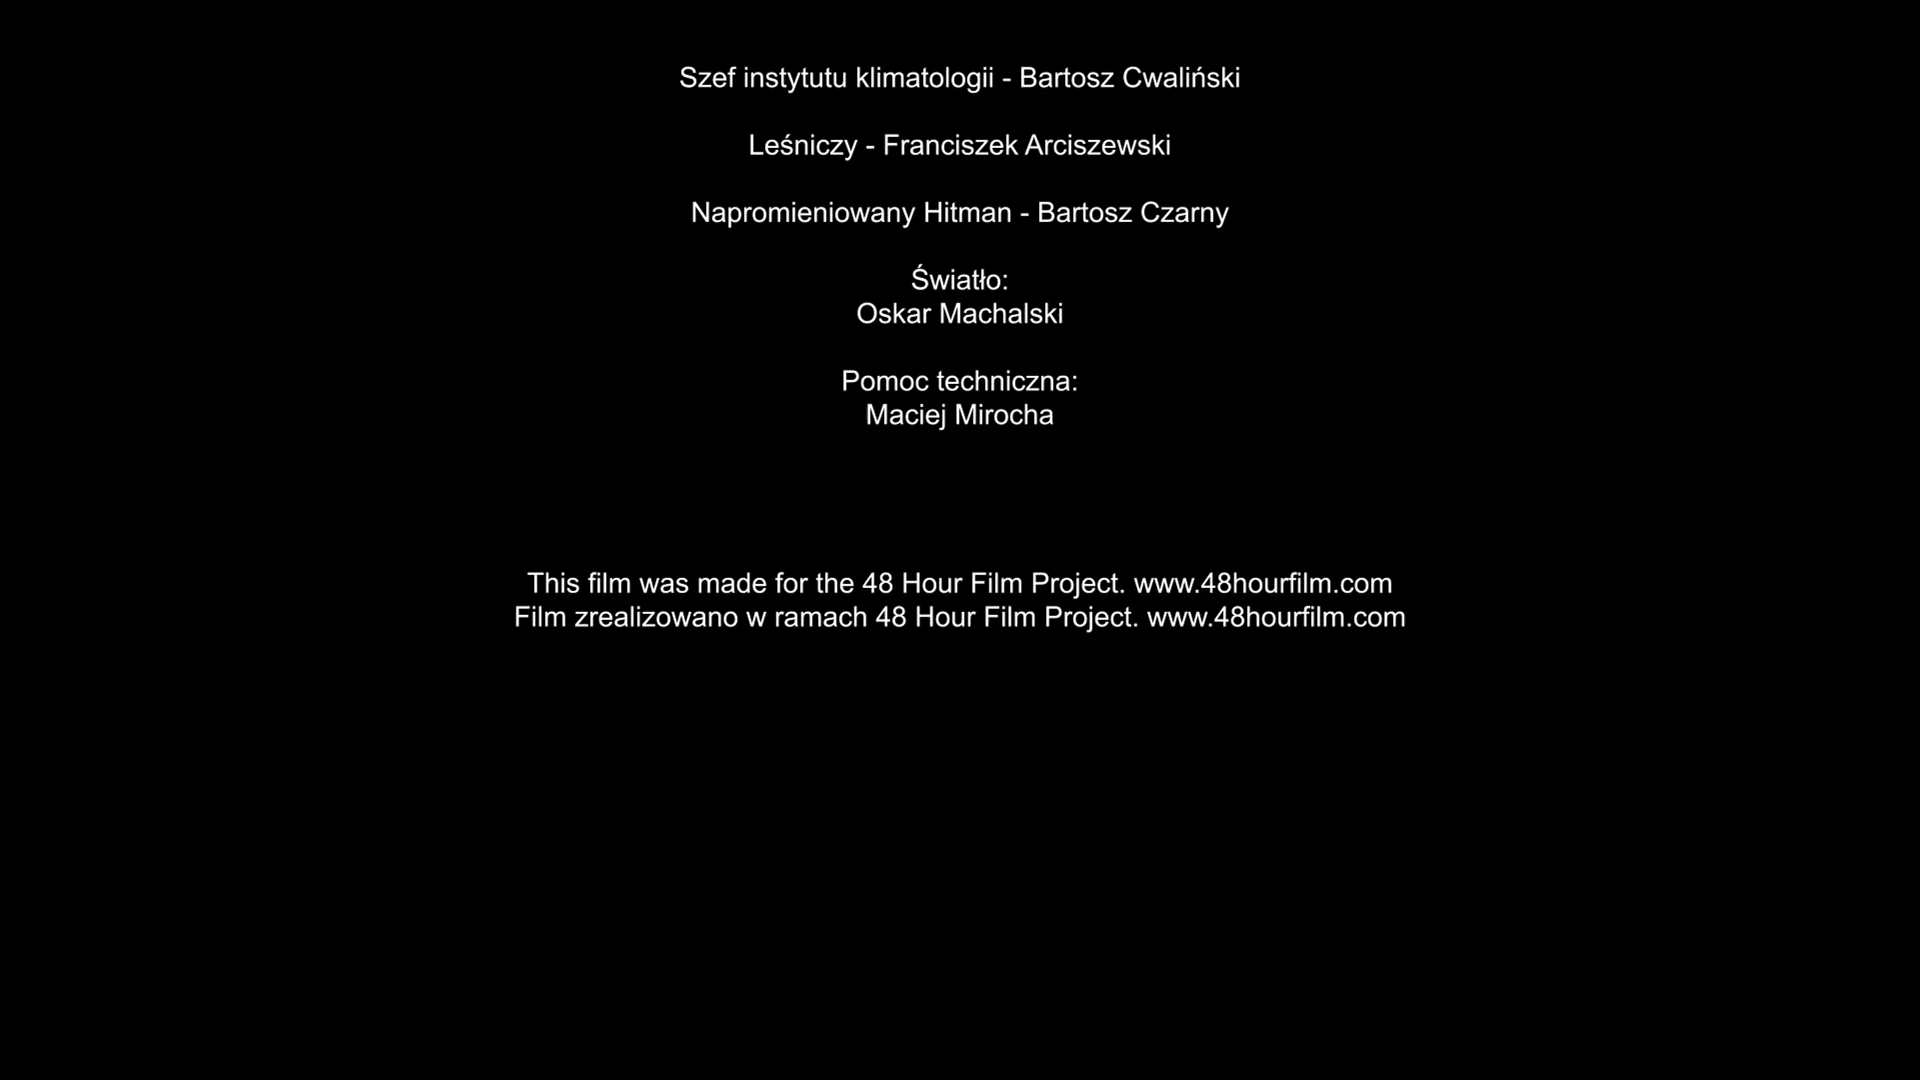 Szef instytutu klimatologii - Bartosz Cwaliński
Leśniczy - Franciszek Arciszewski
Napromieniowany Hitman - Bartosz Czarny
Światło:
Oskar Machalski
Pomoc techniczna:
Maciej Mirocha
This film was made for the 48 Hour Film Project. www.48hourfilm.com
Film zrealizowano w ramach 48 Hour Film Project. www.48hourfilm.com